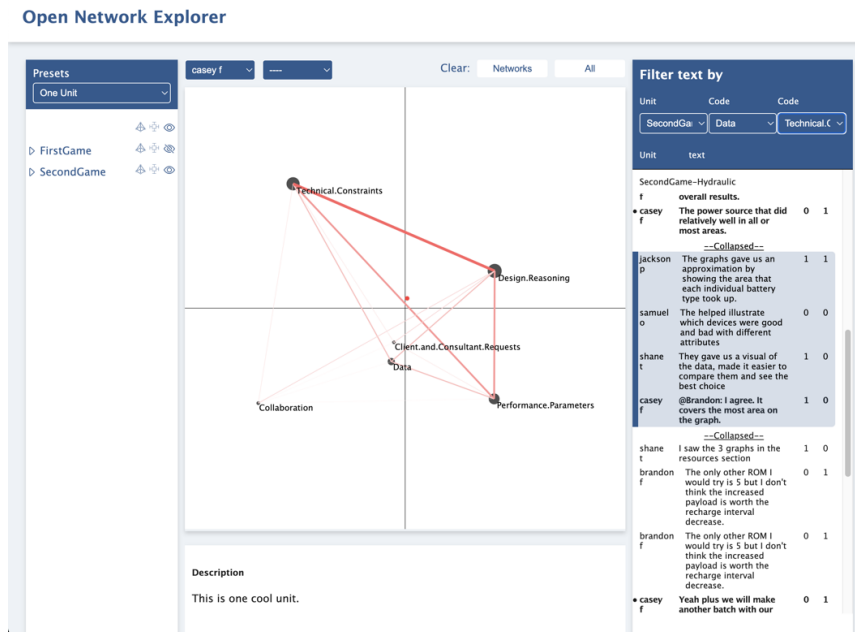 Open Network Explorer
Presets
One Unit
FirstGame
SecondGame
casey f
----
Clear:
Networks
All
Technical.Constraints
Design.Reasoning
Client.and.Consultant.Requests
Data
Collaboration
Performance.Parameters
Description
This is one cool unit.
Filter text by
Unit Code Code
SecondGa Data Technical.C
Unit text
SecondGame-Hydraulic
f overall results.
casey The power source that did 0 1
f relatively well in all or
most areas.
--Collapsed--
jackson The graphs gave us an 1 1
p approximation by
showing the area that
each individual battery
type took up.
samuel The helped illustrate 0 0
o which devices were good
and bad with different
attributes
shane They gave us a visual of 1 0
t the data, made it easier to
compare them and see the
best choice
casey @Brandon: I agree. It 1 0
f covers the most area on
the graph.
--Collapsed--
shane I saw the 3 graphs in the 1 0
t resources section
brandon The only other ROM I 0 1
f would try is 5 but I don't
think the increased
payload is worth the
recharge interval
decrease.
brandon The only other ROM I 0 1
f would try is 5 but I don't
think the increased
payload is worth the
recharge interval
decrease.
casey Yeah plus we will make 0 1
f another batch with our